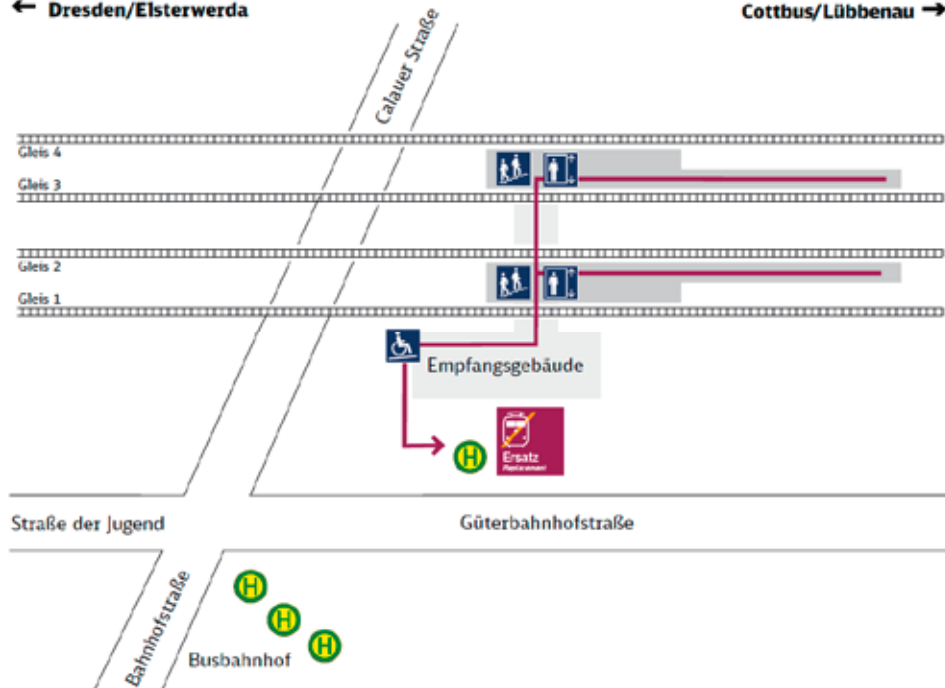 ← Dresden/Elsterwerda
Cottbus/Lübbenau →
Calauer Straße
Gleis 4
Gleis 3
Gleis 2
Gleis 1
Empfangsgebäude
H
Ersatz
Replacement
Straße der Jugend
Güterbahnhofstraße
Bahnhofstraße
H
H
H
Busbahnhof